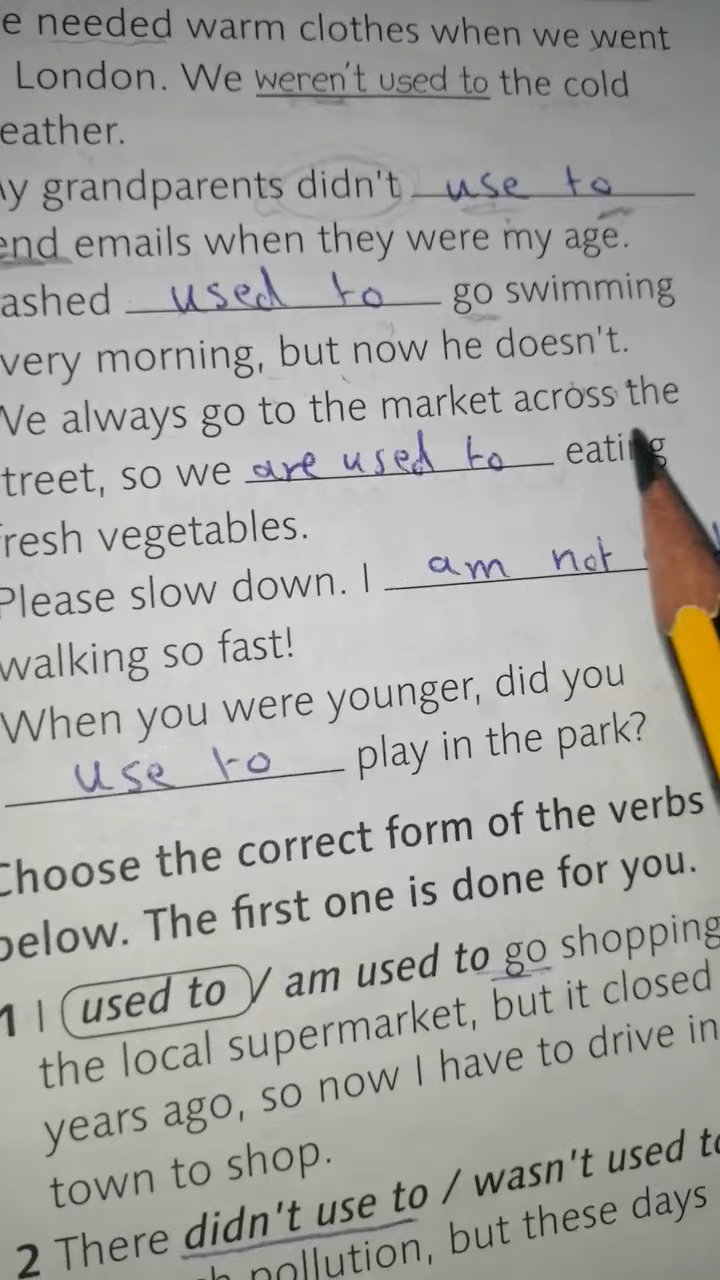 e needed warm clothes when we went
London. We weren't used to the cold
eather.
y grandparents didn't use to
end emails when they were my age.
ashed used to go swimming
very morning, but now he doesn't.
We always go to the market across the
treet, so we are used to eating
resh vegetables.
Please slow down. I am not
walking so fast!
When you were younger, did you
use to play in the park?
Choose the correct form of the verbs
below. The first one is done for you.
1 I used to / am used to go shopping
the local supermarket, but it closed
years ago, so now I have to drive in
town to shop.
2 There didn't use to / wasn't used to
pollution, but these days